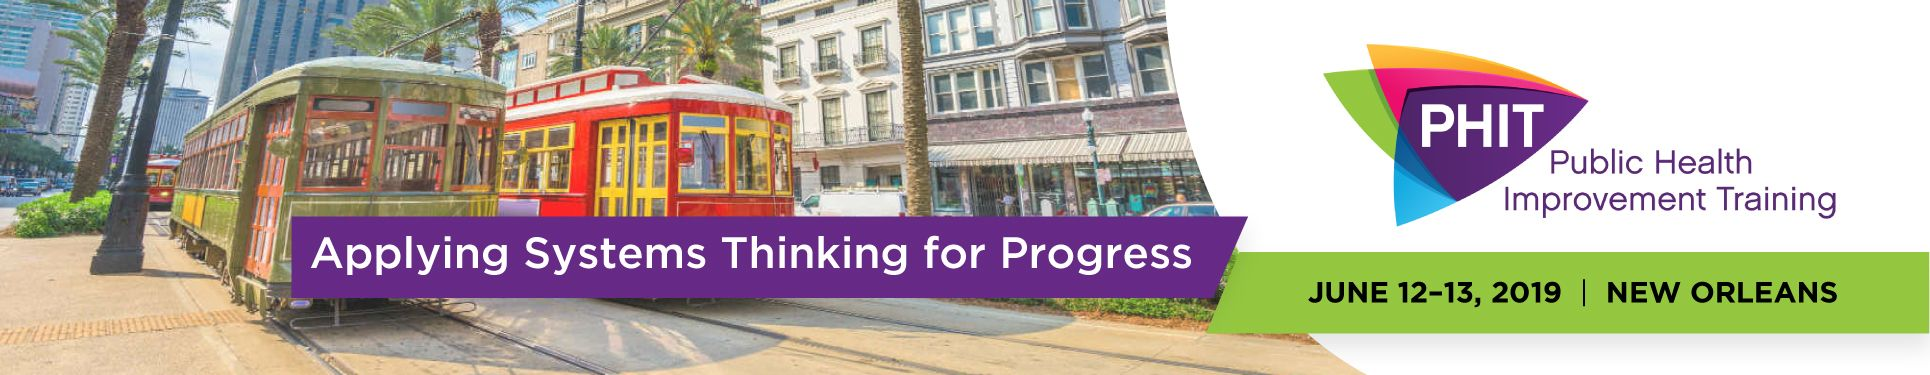 Applying Systems Thinking for Progress
PHIT
Public Health
Improvement Training
JUNE 12–13, 2019 | NEW ORLEANS